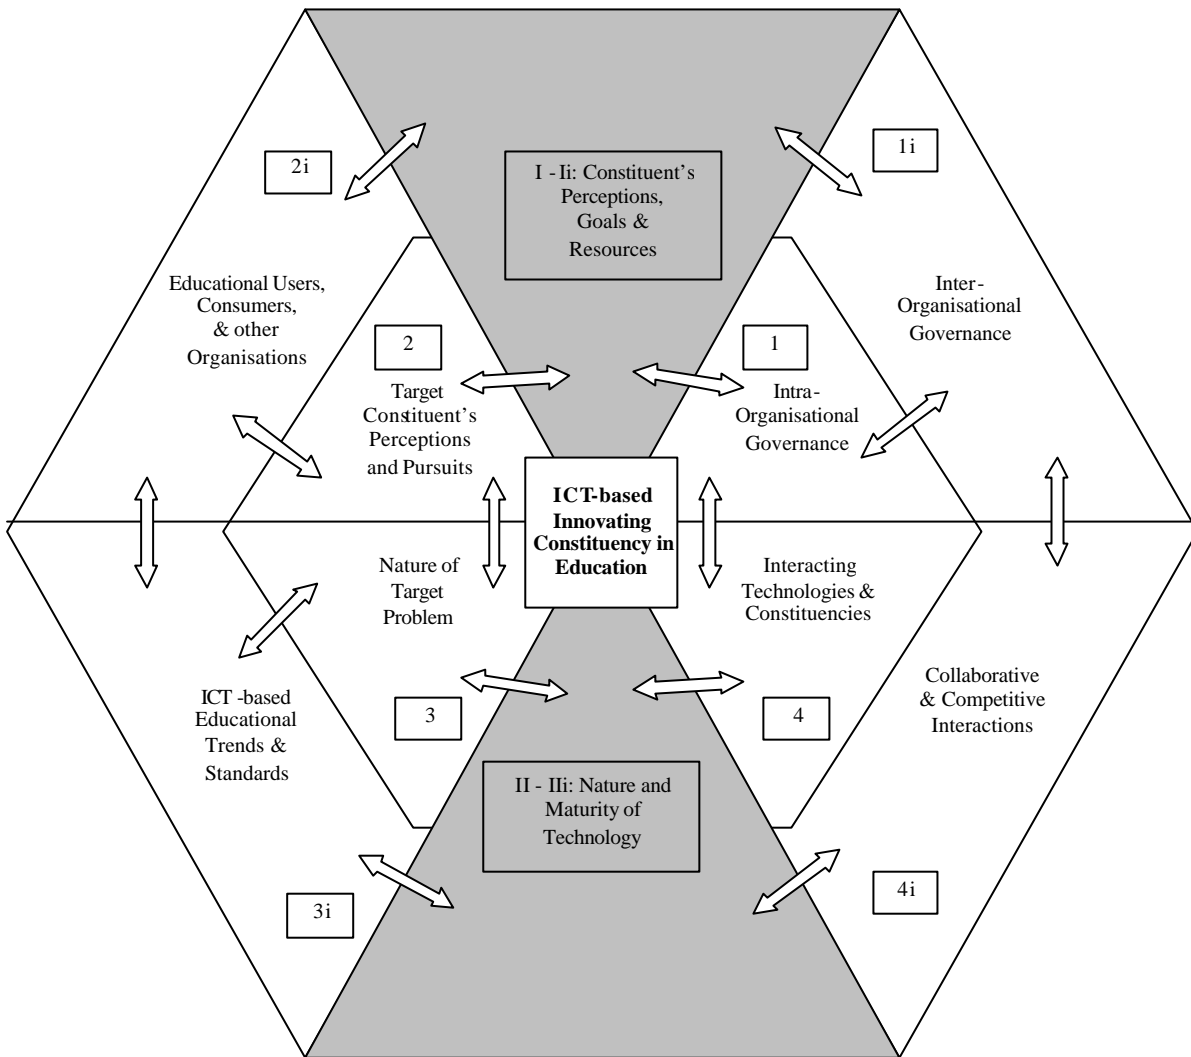 2i
1i
I - Ii: Constituent’s
Perceptions,
Goals &
Resources
Educational Users,
Consumers,
& other
Organisations
Inter-
Organisational
Governance
2
Target
Constituent’s
Perceptions
and Pursuits
1
Intra-
Organisational
Governance
ICT-based
Innovating
Constituency in
Education
Nature of
Target
Problem
Interacting
Technologies &
Constituencies
ICT-based
Educational
Trends &
Standards
3
4
Collaborative
& Competitive
Interactions
II - IIi: Nature and
Maturity of
Technology
3i
4i